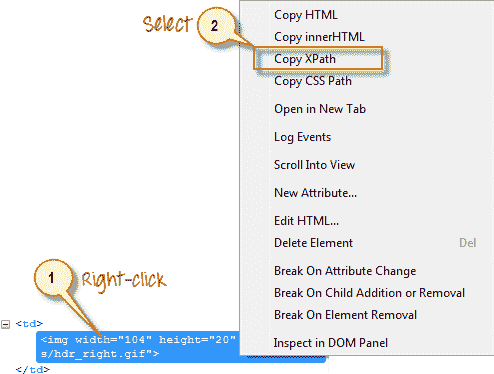 Select
2
Copy HTML
Copy innerHTML
Copy XPath
Copy CSS Path
Open in New Tab
Log Events
Scroll Into View
New Attribute...
Edit HTML...
Delete Element Del
Break On Attribute Change
Break On Child Addition or Removal
Break On Element Removal
Inspect in DOM Panel
1
Right-click
<td>
<img width="104" height="20"
s/hdr_right.gif">
</td>